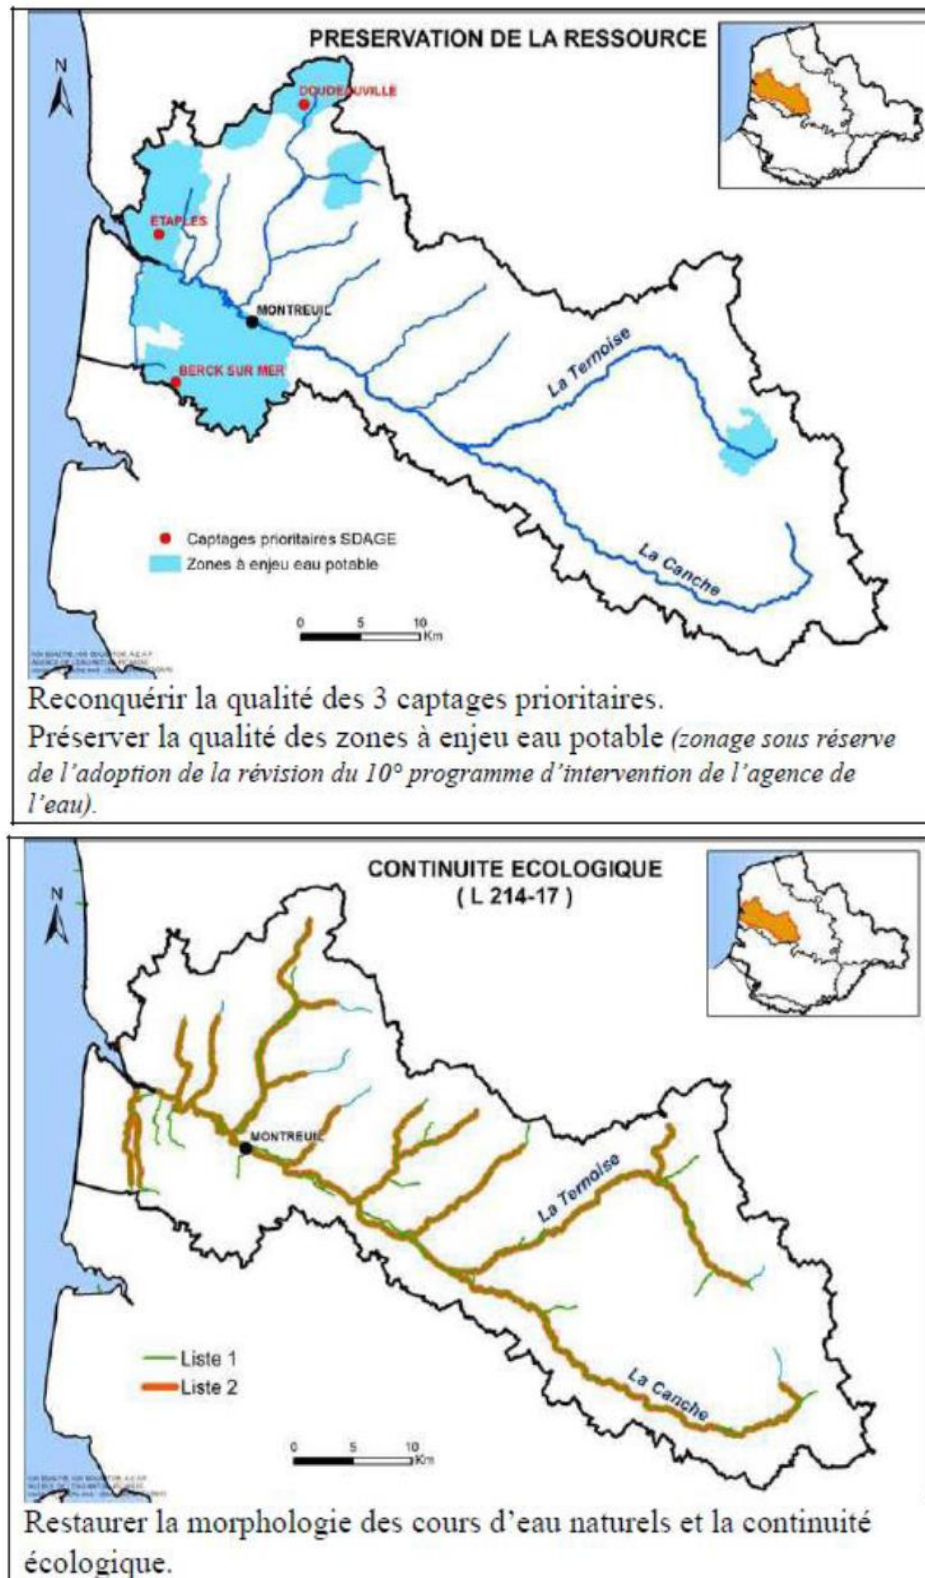 PRESERVATION DE LA RESSOURCE
N
DOUDEAUVILLE
ETAPLES
MONTREUIL
BERCK SUR MER
La Ternoise
La Canche
Captages prioritaires SDAGE
Zones à enjeu eau potable
0 5 10
Km
Reconquérir la qualité des 3 captages prioritaires.
Préserver la qualité des zones à enjeu eau potable (zonage sous réserve
de l'adoption de la révision du 10° programme d'intervention de l'agence de
l'eau).
CONTINUITE ECOLOGIQUE
( L 214-17 )
N
MONTREUIL
La Ternoise
La Canche
Liste 1
Liste 2
0 5 10
Km
Restaurer la morphologie des cours d'eau naturels et la continuité
écologique.